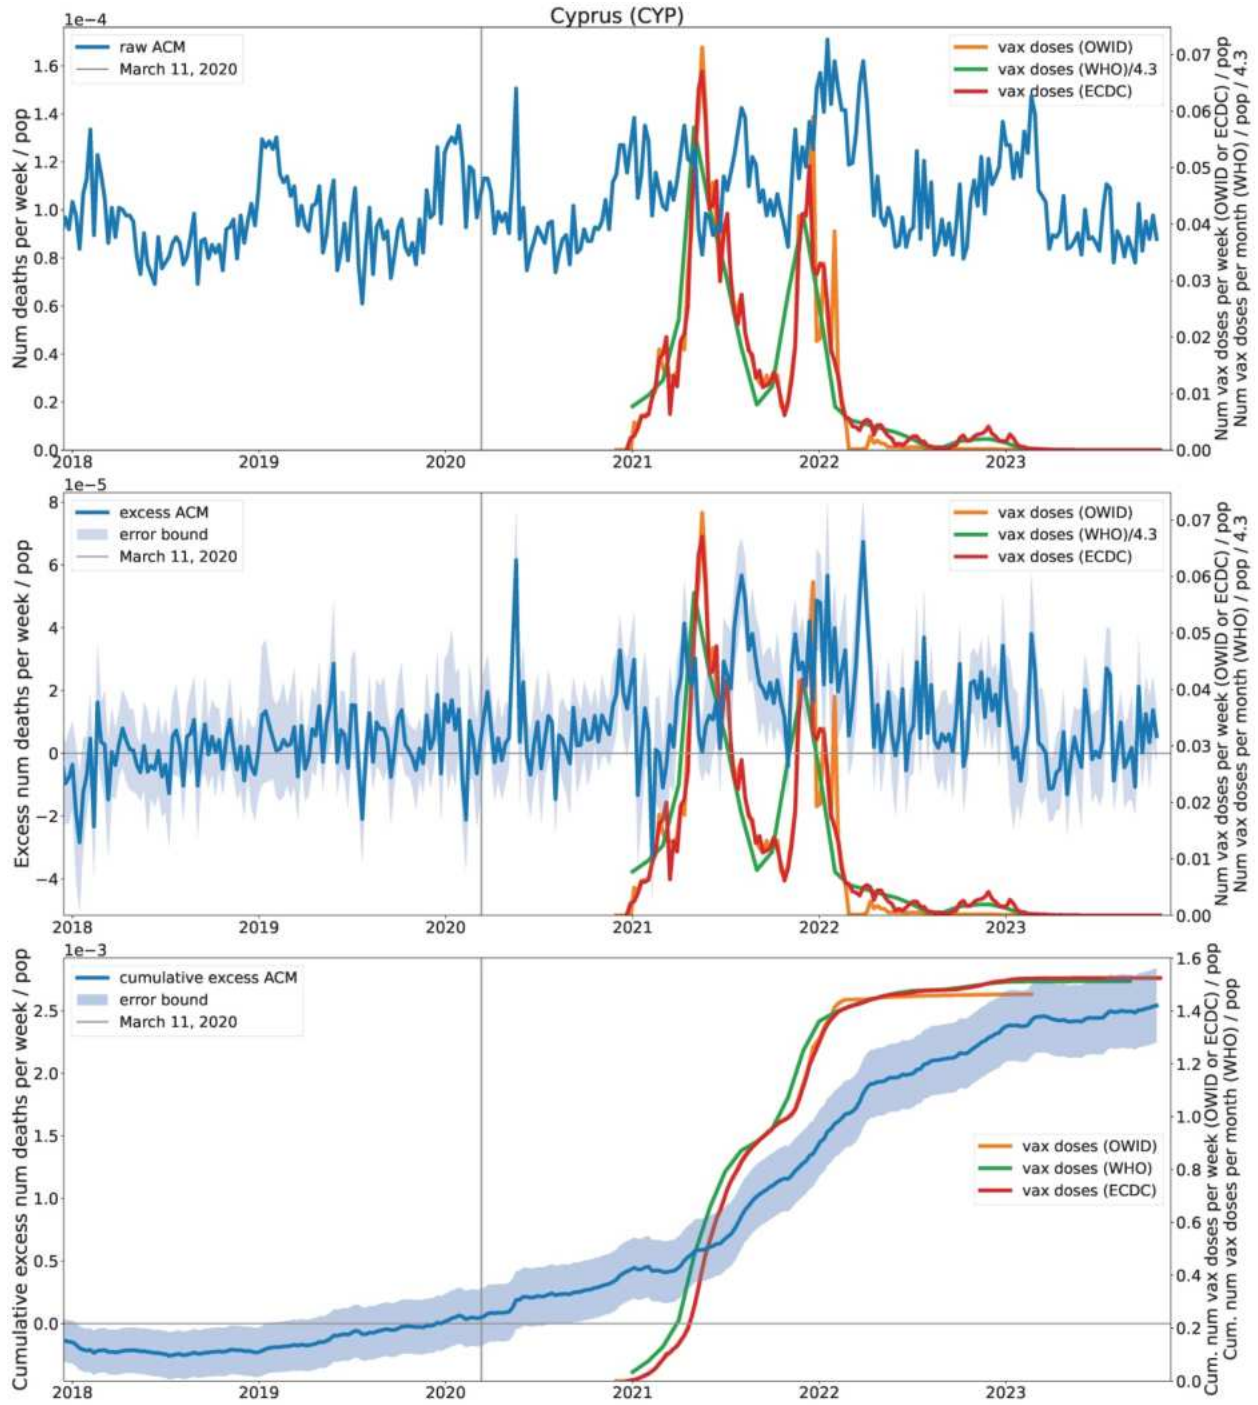 Cyprus (CYP)
1e−4
raw ACM
March 11, 2020
vax doses (OWID)
vax doses (WHO)/4.3
vax doses (ECDC)
Num deaths per week / pop
1.6
1.4
1.2
1.0
0.8
0.6
0.4
0.2
0.0
0.07
0.06
0.05
0.04
0.03
0.02
0.01
0.00
Num vax doses per week (OWID or ECDC) / pop
Num vax doses per month (WHO) / pop / 4.3
2018 2019 2020 2021 2022 2023
1e−5
excess ACM
error bound
March 11, 2020
vax doses (OWID)
vax doses (WHO)/4.3
vax doses (ECDC)
Excess num deaths per week / pop
8
6
4
2
0
−2
−4
0.07
0.06
0.05
0.04
0.03
0.02
0.01
0.00
Num vax doses per week (OWID or ECDC) / pop
Num vax doses per month (WHO) / pop / 4.3
2018 2019 2020 2021 2022 2023
1e−3
cumulative excess ACM
error bound
March 11, 2020
vax doses (OWID)
vax doses (WHO)
vax doses (ECDC)
Cumulative excess num deaths per week / pop
2.5
2.0
1.5
1.0
0.5
0.0
1.6
1.4
1.2
1.0
0.8
0.6
0.4
0.2
0.0
Cum. num vax doses per week (OWID or ECDC) / pop
Cum. num vax doses per month (WHO) / pop
2018 2019 2020 2021 2022 2023